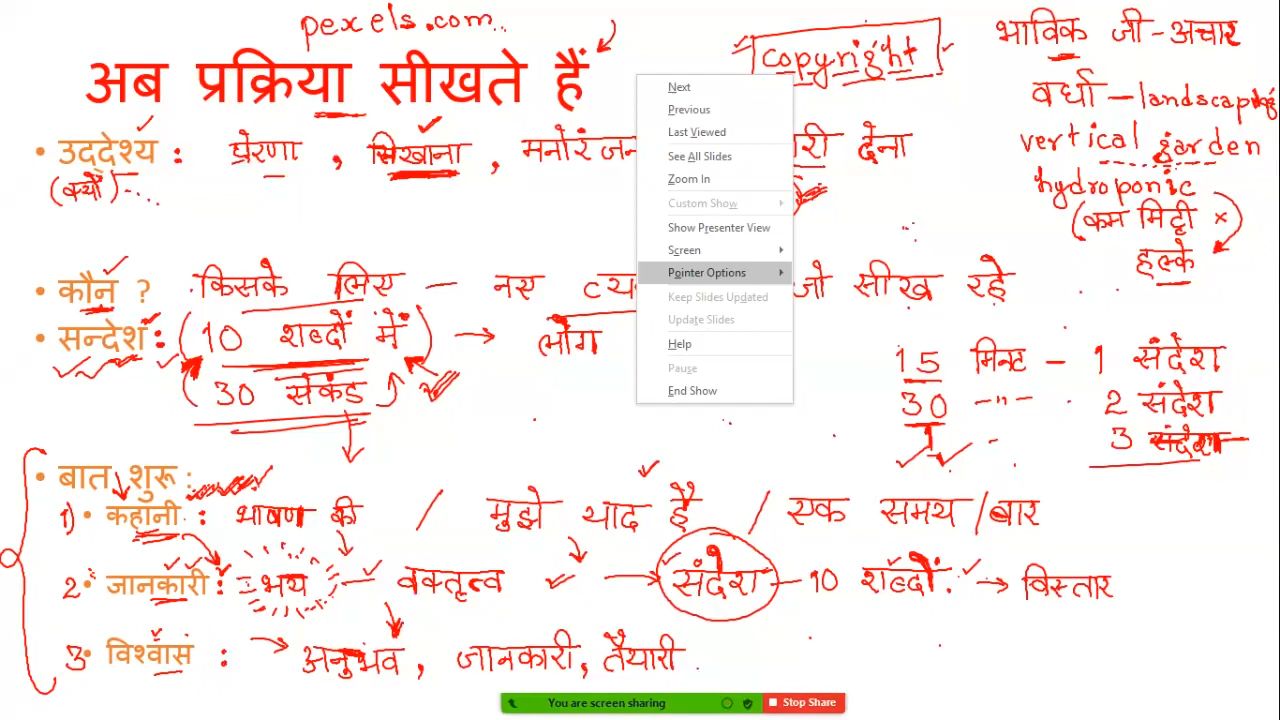 pexels.com..
अब प्रक्रिया सीखते हैं
copyright
भाविक जी - अचार
वर्धा - landscaping
vertical garden
hydroponic
(कम मिट्टी ×)
हल्के
• उद्देश्य : प्रेरणा , सिखाना , मनोरंजन देना
(क्यों) - ...
• कौन ? किसके लिए — नए जो सीख रहे
• सन्देश : (10 शब्दों में) → लोग
(30 सेकंड)
15 मिनट - 1 संदेश
30 -"- 2 संदेश
3 संदेश
• बात शुरू :
1) • कहानी : भाषण की / मुझे याद है / एक समय / बार
2 • जानकारी : भय — वक्तृत्व → संदेश — 10 शब्दों. → विस्तार
3 • विश्वास : → अनुभव , जानकारी, तैयारी .
Next
Previous
Last Viewed
See All Slides
Zoom In
Custom Show
Show Presenter View
Screen
Pointer Options
Keep Slides Updated
Update Slides
Help
Pause
End Show
You are screen sharing
Stop Share